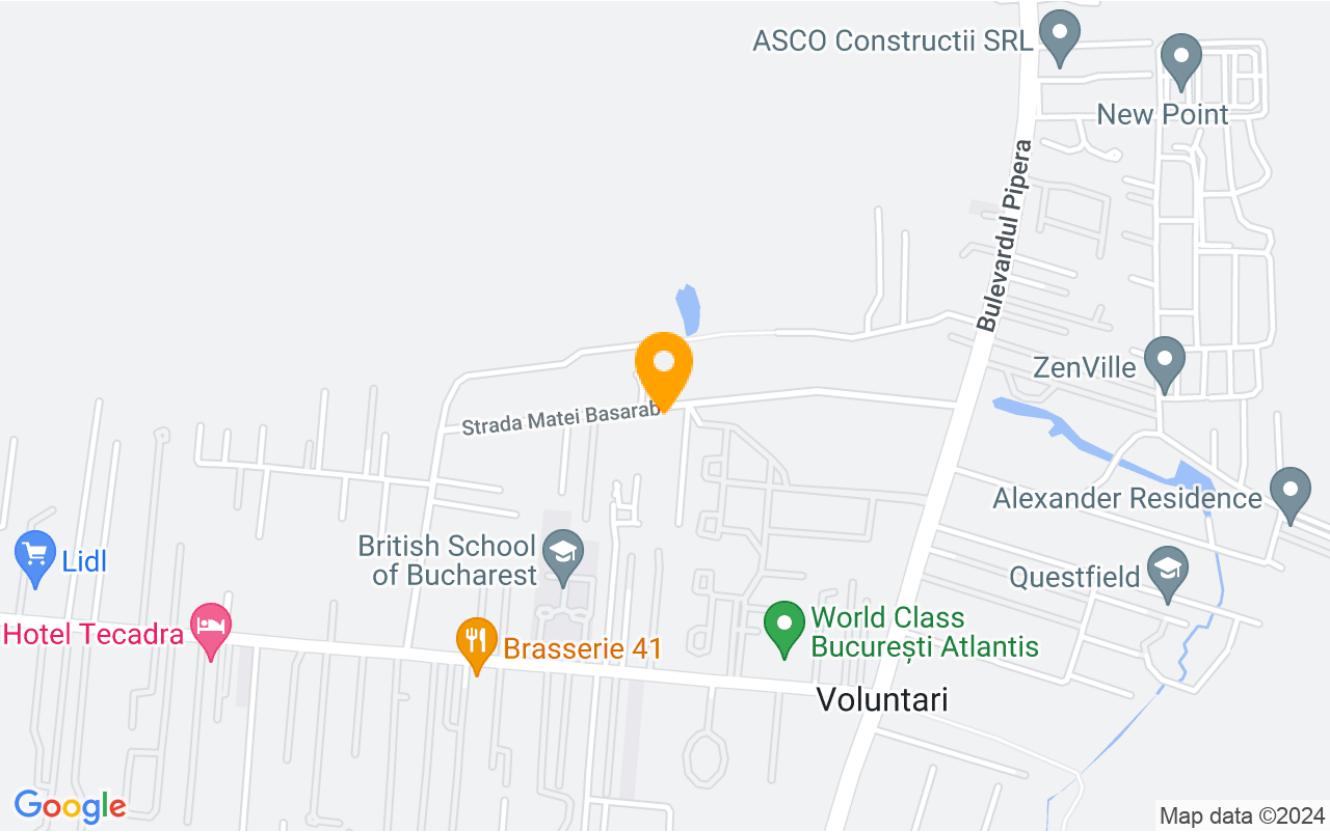 ASCO Constructii SRL
New Point
Bulevardul Pipera
ZenVille
Strada Matei Basarab
Alexander Residence
British School
of Bucharest
Lidl
Questfield
World Class
București Atlantis
Hotel Tecadra
Brasserie 41
Voluntari
Google
Map data ©2024